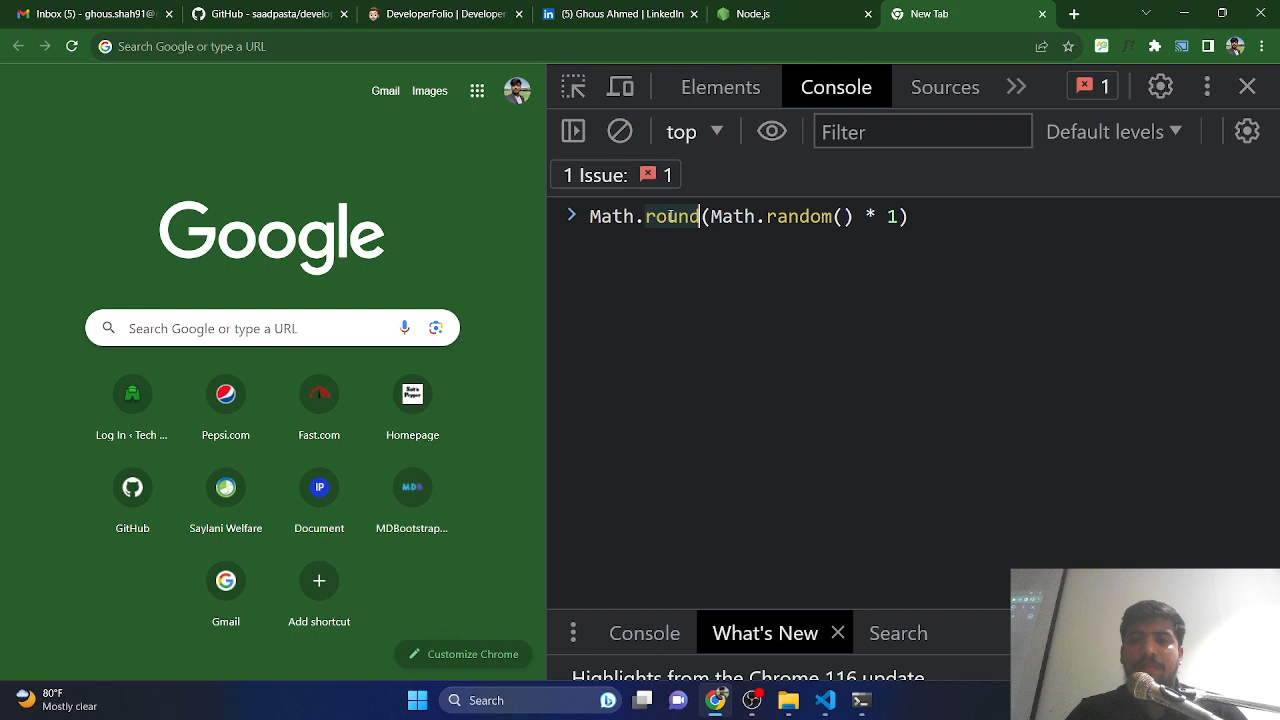 Inbox (5) - ghous.shah91@g
GitHub - saadpasta/develo
DeveloperFolio | Developer
(5) Ghous Ahmed | LinkedIn
Node.js
New Tab
Search Google or type a URL
Gmail
Images
Google
Search Google or type a URL
Log In ‹ Tech ...
Pepsi.com
Fast.com
Homepage
GitHub
Saylani Welfare
Document
MDBootstrap...
Gmail
Add shortcut
Customize Chrome
Elements
Console
Sources
1
top
Filter
Default levels
1 Issue: 1
Math.round(Math.random() * 1)
Console
What's New
Search
Highlights from the Chrome 116 update
80°F
Mostly clear
Search